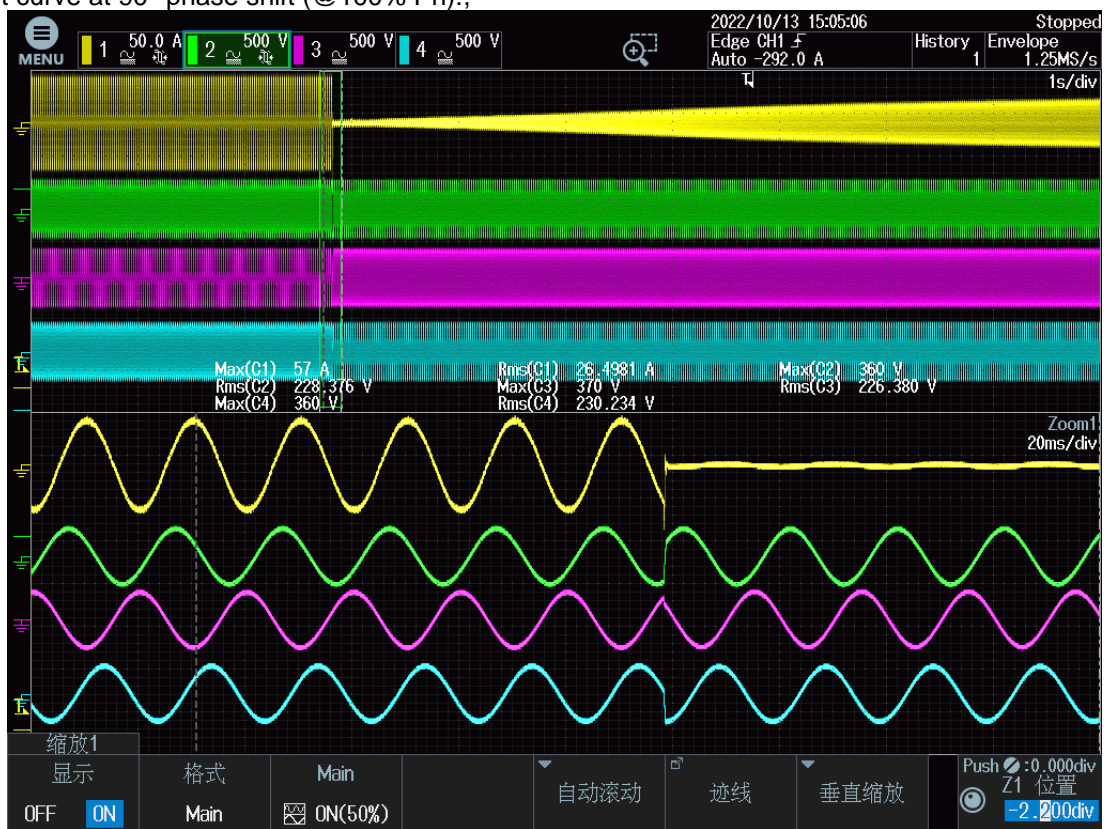 t curve at 90° phase shift (@100% Pn).;
2022/10/13 15:05:06 Stopped
MENU 1 50.0 A 2 500 V 3 500 V 4 500 V Edge CH1 History Envelope
Auto -292.0 A 1 1.25MS/s
1s/div
Max(C1) 57 A Rms(C1) 26.4981 A Max(C2) 360 V
Rms(C2) 228.376 V Max(C3) 370 V Rms(C3) 226.380 V
Max(C4) 360 V Rms(C4) 230.234 V
Zoom1
20ms/div
缩放1
显示 格式 Main 自动滚动 迹线 垂直缩放 Push :0.000div
Z1 位置
OFF ON Main ON(50%) -2.200div